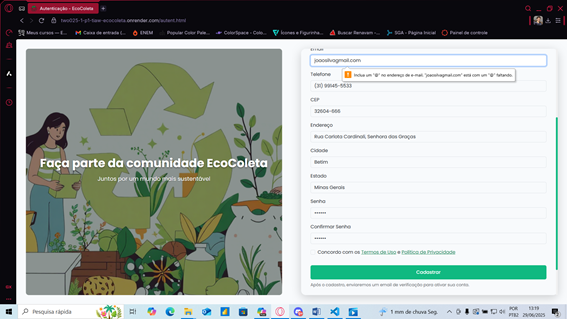 Autenticação - EcoColeta
tiwo025-1-p1-tiaw-ecocoleta.onrender.com/autent.html
Meus cursos — E...
Caixa de entrada (...
ENEM
Popular Color Pale...
ColorSpace - Colo...
Ícones e Figurinha...
Buscar Renavam -...
SGA - Página Inicial
Painel de controle
Email
joaosilvagmail.com
Telefone
Inclua um "@" no endereço de e-mail. "joaosilvagmail.com" está com um "@" faltando.
(31) 99145-5533
CEP
32604-666
Endereço
Rua Carlota Cardinali, Senhora das Graças
Cidade
Betim
Estado
Minas Gerais
Senha
••••••
Confirmar Senha
••••••
Concordo com os Termos de Uso e Política de Privacidade
Cadastrar
Após o cadastro, enviaremos um email de verificação para ativar sua conta.
Faça parte da comunidade EcoColeta
Juntos por um mundo mais sustentável
Pesquisa rápida
1 mm de chuva Seg.
POR
PTB2
13:19
29/06/2025